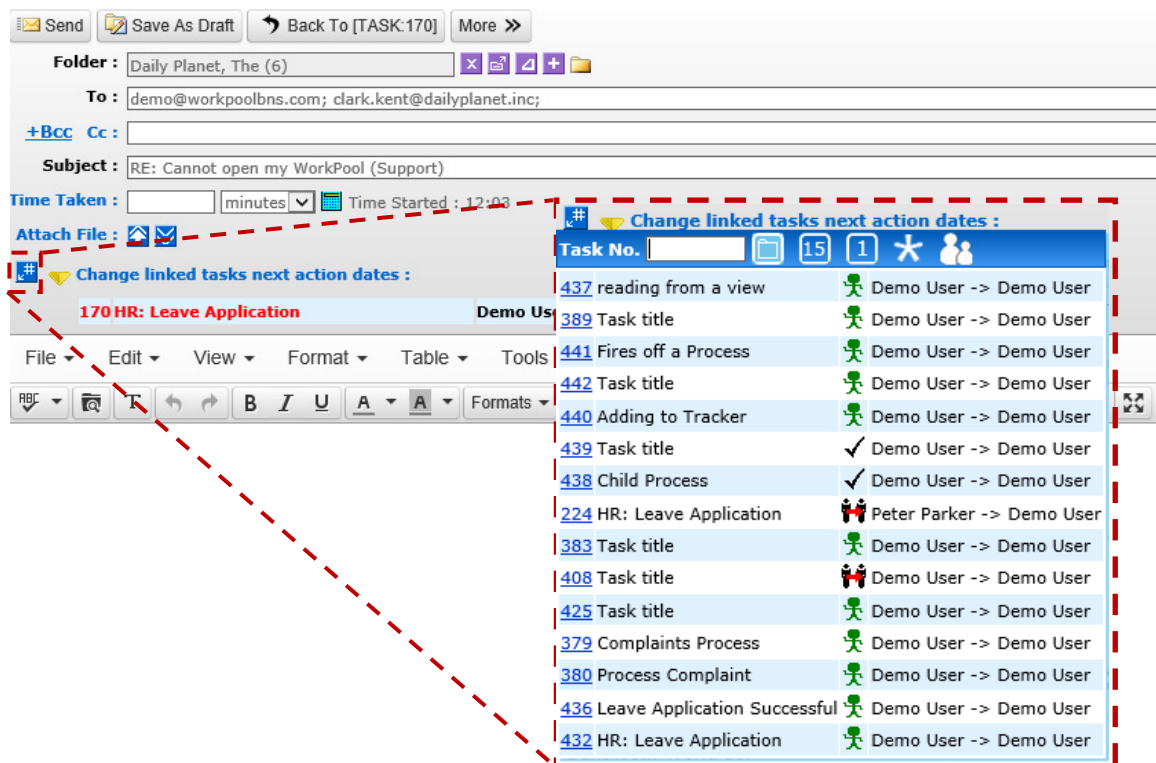 Send Save As Draft Back To [TASK:170] More >>
Folder : Daily Planet, The (6)
To : demo@workpoolbns.com; clark.kent@dailyplanet.inc;
+Bcc Cc :
Subject : RE: Cannot open my WorkPool (Support)
Time Taken : minutes Time Started : 12:03
Attach File :
# Change linked tasks next action dates :
170 HR: Leave Application Demo Use
File Edit View Format Table Tools
ABC T B I U A A Formats
# Change linked tasks next action dates :
Task No. 15 1
437 reading from a view Demo User -> Demo User
389 Task title Demo User -> Demo User
441 Fires off a Process Demo User -> Demo User
442 Task title Demo User -> Demo User
440 Adding to Tracker Demo User -> Demo User
439 Task title Demo User -> Demo User
438 Child Process Demo User -> Demo User
224 HR: Leave Application Peter Parker -> Demo User
383 Task title Demo User -> Demo User
408 Task title Demo User -> Demo User
425 Task title Demo User -> Demo User
379 Complaints Process Demo User -> Demo User
380 Process Complaint Demo User -> Demo User
436 Leave Application Successful Demo User -> Demo User
432 HR: Leave Application Demo User -> Demo User